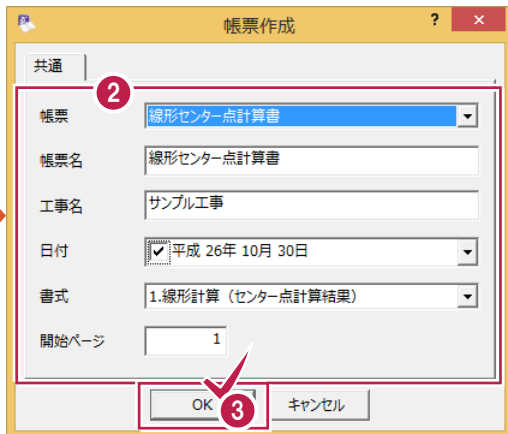 帳票作成
? ×
共通
2
帳票 線形センター点計算書
帳票名 線形センター点計算書
工事名 サンプル工事
日付 平成 26年 10月 30日
書式 1.線形計算（センター点計算結果）
開始ページ 1
OK 3 キャンセル